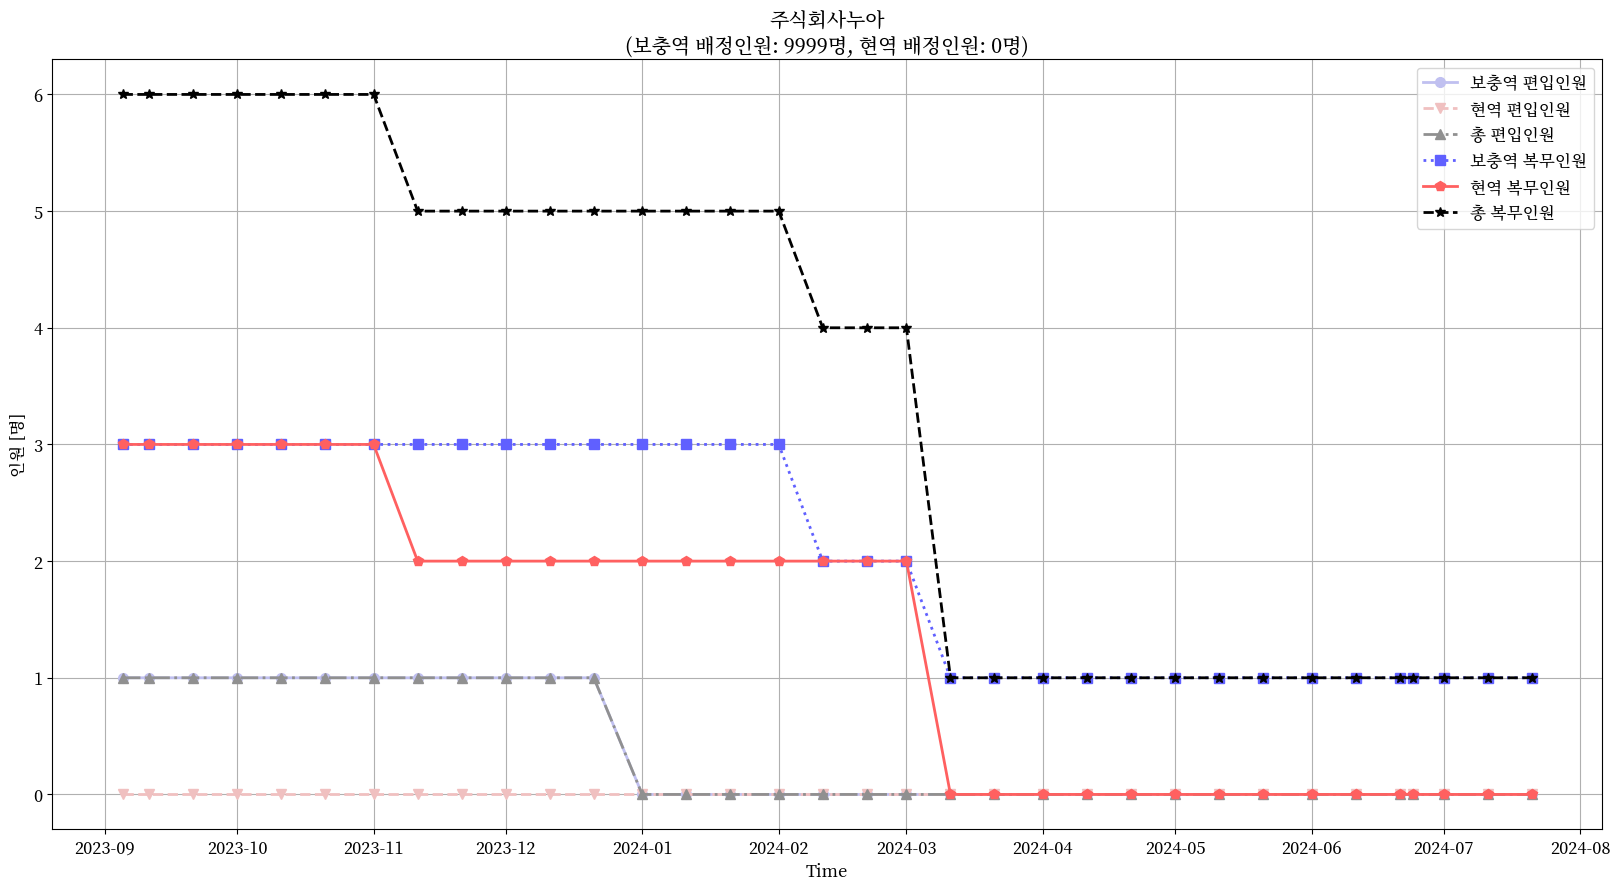 주식회사누아
(보충역 배정인원: 9999명, 현역 배정인원: 0명)
보충역 편입인원
현역 편입인원
총 편입인원
보충역 복무인원
현역 복무인원
총 복무인원
인원 [명]
6
5
4
3
2
1
0
2023-09
2023-10
2023-11
2023-12
2024-01
2024-02
2024-03
2024-04
2024-05
2024-06
2024-07
2024-08
Time